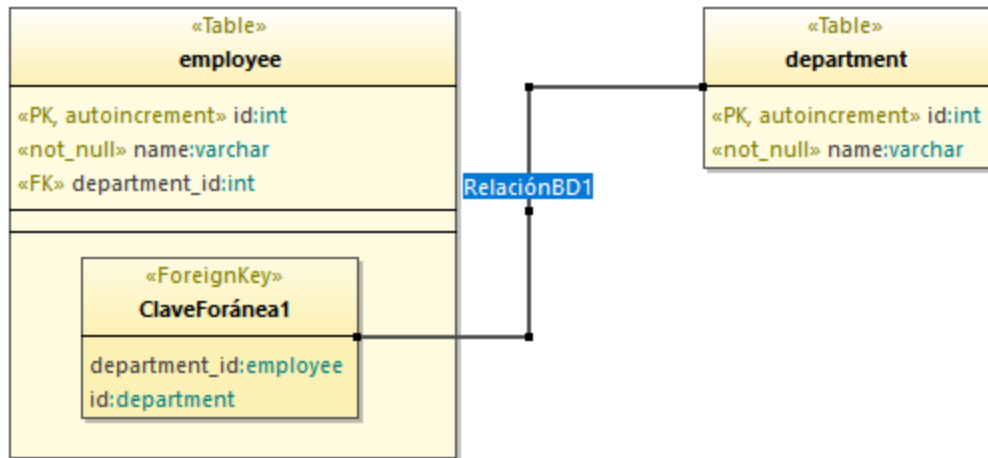 «Table»
employee
«PK, autoincrement» id:int
«not_null» name:varchar
«FK» department_id:int
«ForeignKey»
ClaveForánea1
department_id:employee
id:department
RelaciónBD1
«Table»
department
«PK, autoincrement» id:int
«not_null» name:varchar